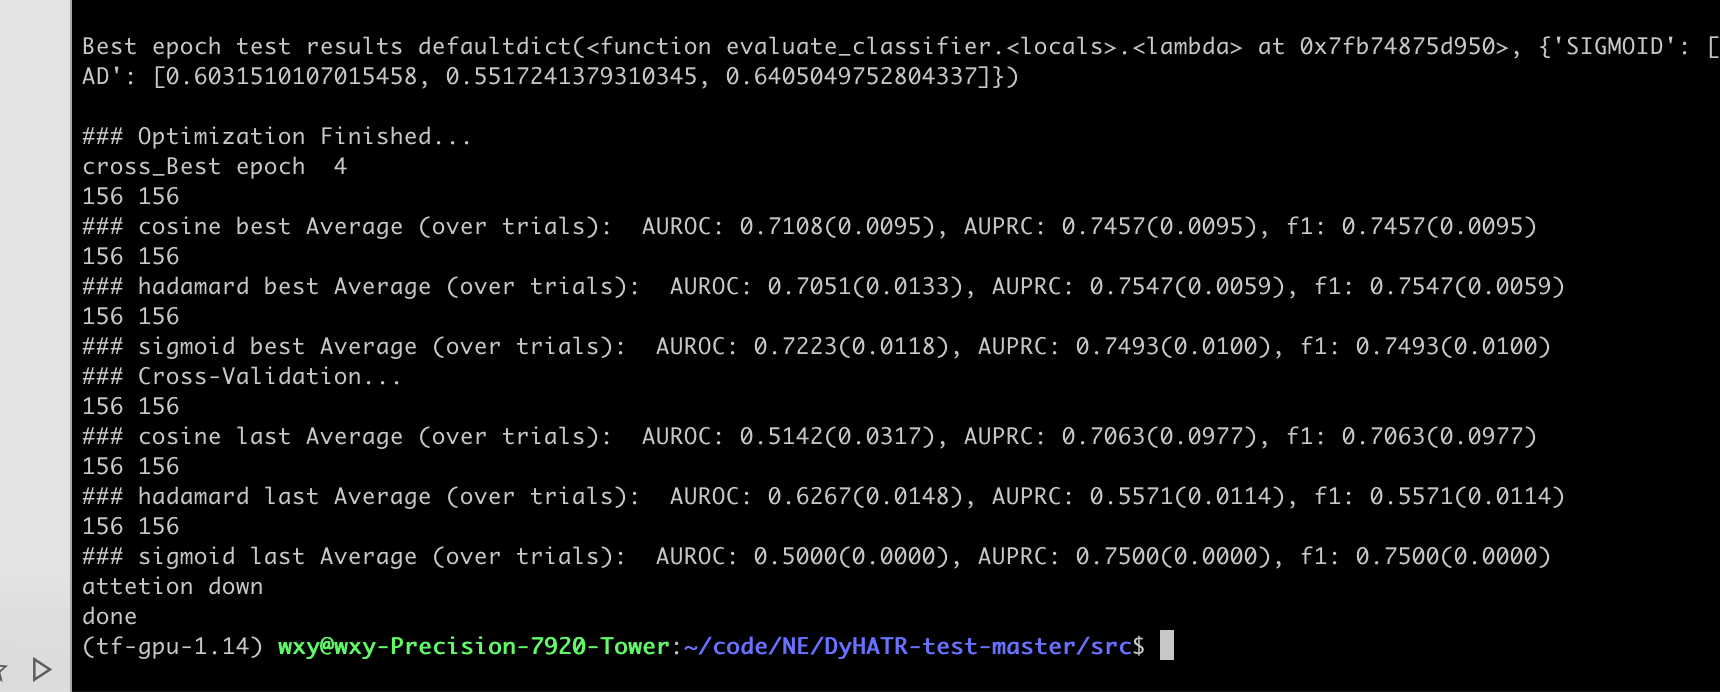 Best epoch test results defaultdict(<function evaluate_classifier.<locals>.<lambda> at 0x7fb74875d950>, {'SIGMOID': [
AD': [0.6031510107015458, 0.5517241379310345, 0.6405049752804337]})
### Optimization Finished...
cross_Best epoch  4
156 156
### cosine best Average (over trials):  AUROC: 0.7108(0.0095), AUPRC: 0.7457(0.0095), f1: 0.7457(0.0095)
156 156
### hadamard best Average (over trials):  AUROC: 0.7051(0.0133), AUPRC: 0.7547(0.0059), f1: 0.7547(0.0059)
156 156
### sigmoid best Average (over trials):  AUROC: 0.7223(0.0118), AUPRC: 0.7493(0.0100), f1: 0.7493(0.0100)
### Cross-Validation...
156 156
### cosine last Average (over trials):  AUROC: 0.5142(0.0317), AUPRC: 0.7063(0.0977), f1: 0.7063(0.0977)
156 156
### hadamard last Average (over trials):  AUROC: 0.6267(0.0148), AUPRC: 0.5571(0.0114), f1: 0.5571(0.0114)
156 156
### sigmoid last Average (over trials):  AUROC: 0.5000(0.0000), AUPRC: 0.7500(0.0000), f1: 0.7500(0.0000)
attetion down
done
(tf-gpu-1.14) wxy@wxy-Precision-7920-Tower:~/code/NE/DyHATR-test-master/src$